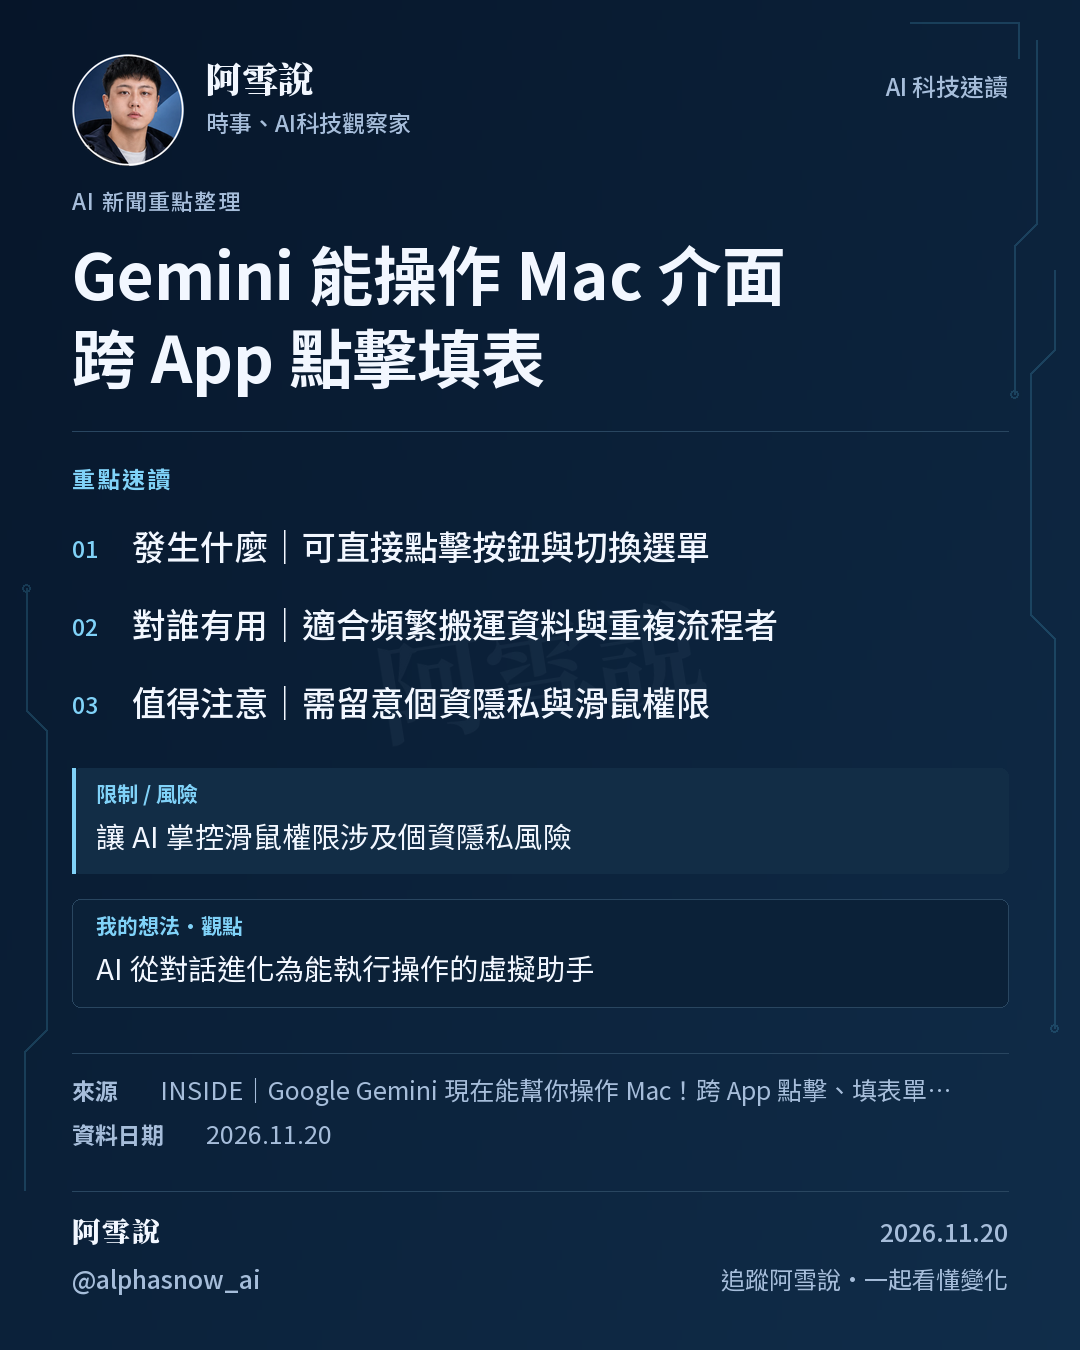 阿雪說
時事、AI科技觀察家
AI 科技速讀
AI 新聞重點整理
Gemini 能操作 Mac 介面
跨 App 點擊填表
重點速讀
01 發生什麼｜可直接點擊按鈕與切換選單
02 對誰有用｜適合頻繁搬運資料與重複流程者
03 值得注意｜需留意個資隱私與滑鼠權限
阿雪說
限制 / 風險
讓 AI 掌控滑鼠權限涉及個資隱私風險
我的想法・觀點
AI 從對話進化為能執行操作的虛擬助手
來源 INSIDE｜Google Gemini 現在能幫你操作 Mac！跨 App 點擊、填表單…
資料日期 2026.11.20
阿雪說
2026.11.20
@alphasnow_ai
追蹤阿雪說・一起看懂變化